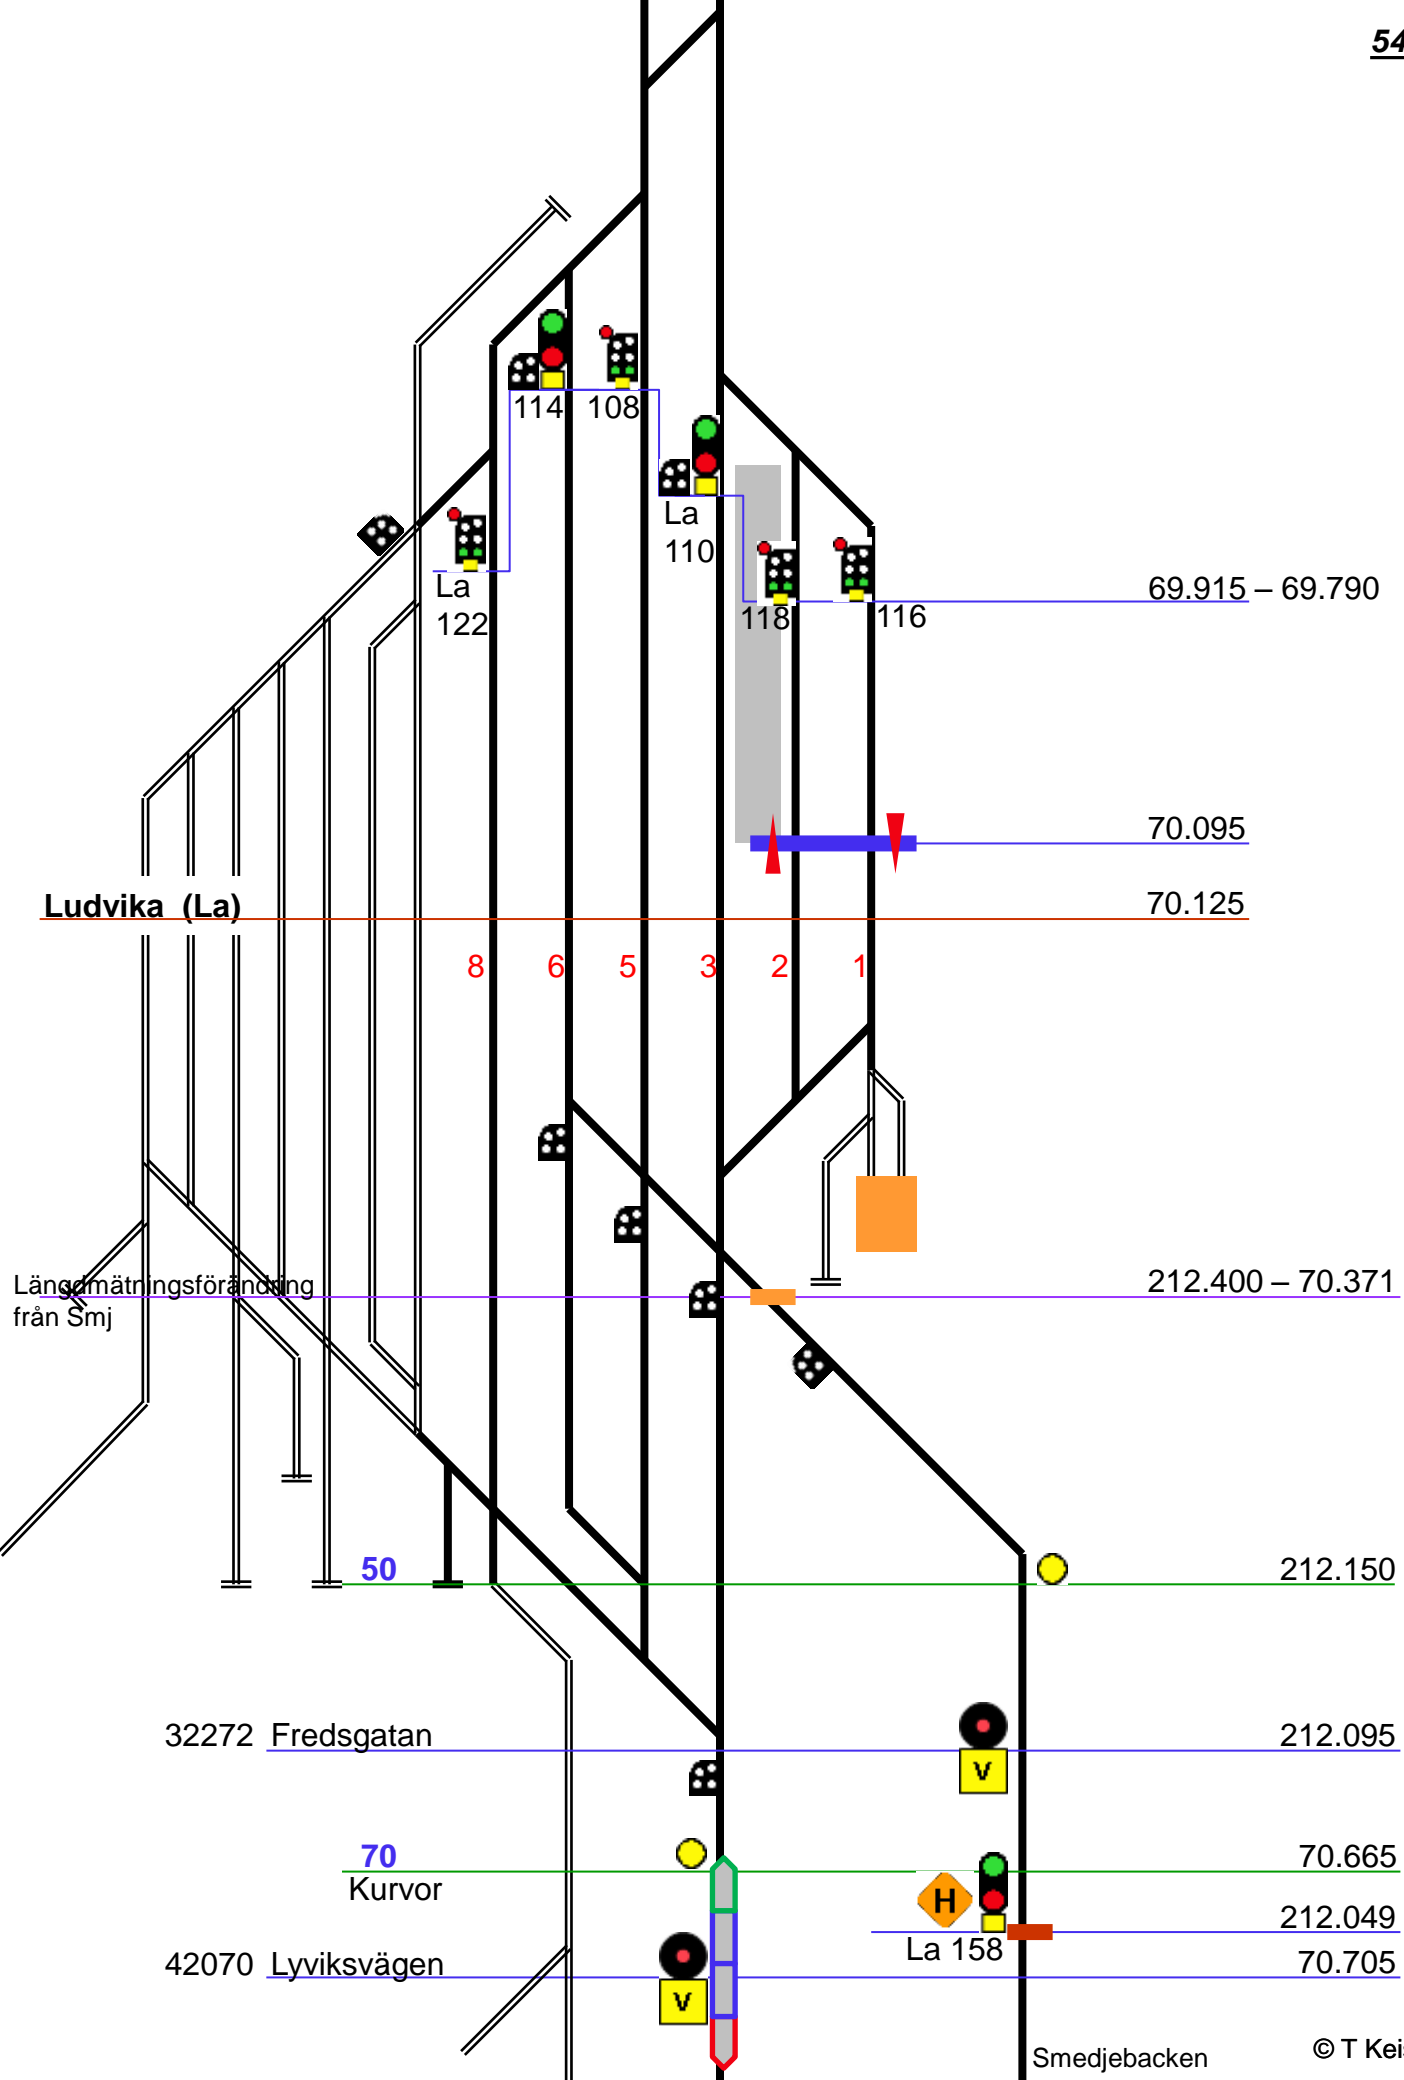 54
114 108
La
110
La
122
118
116
69.915 – 69.790
70.095
Ludvika (La)
70.125
8 6 5 3 2 1
Längdmätningsförändring
från Smj
212.400 – 70.371
50
212.150
32272 Fredsgatan
212.095
V
70
70.665
Kurvor
H
212.049
La 158
42070 Lyviksvägen
70.705
V
Smedjebacken
© T Kei